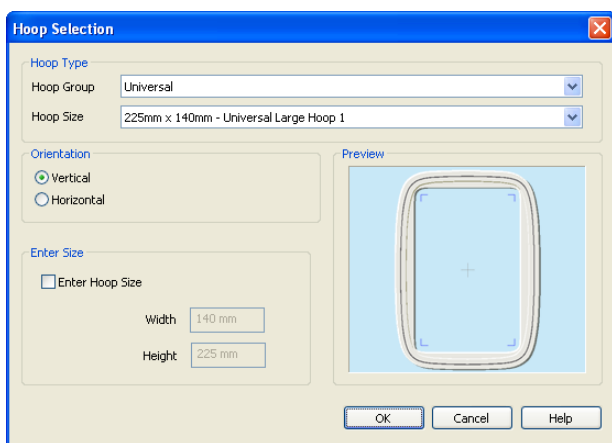 Hoop Selection
Hoop Type
Hoop Group Universal
Hoop Size 225mm x 140mm - Universal Large Hoop 1
Orientation
Vertical
Horizontal
Preview
Enter Size
Enter Hoop Size
Width 140 mm
Height 225 mm
OK Cancel Help